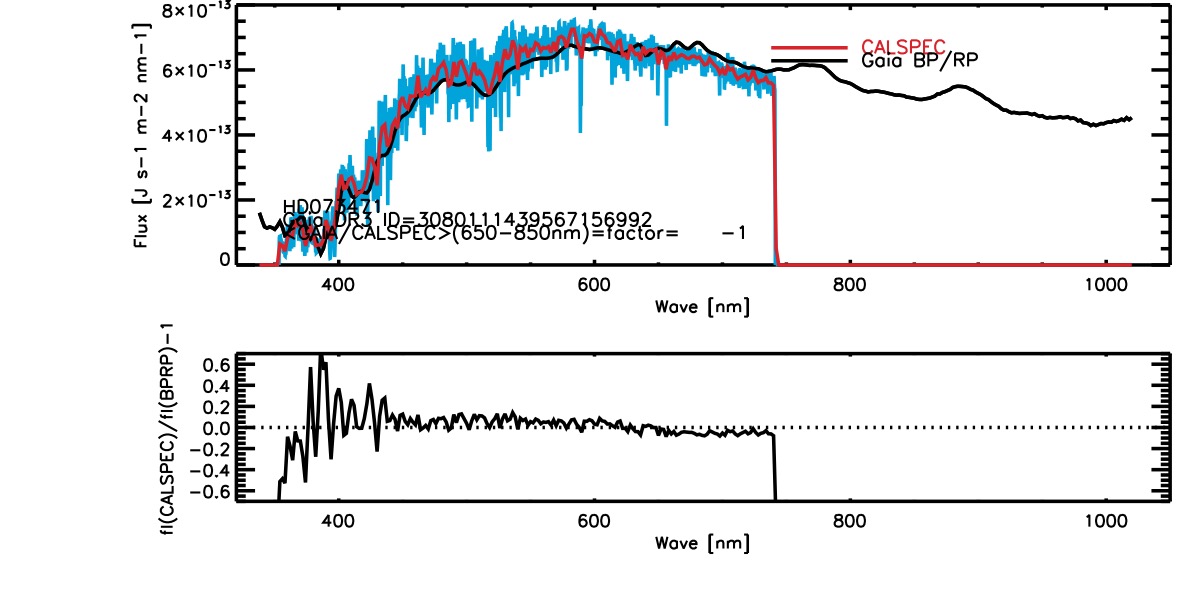 8×10−13
6×10−13
4×10−13
2×10−13
0
Flux [J s−1 m−2 nm−1]
CALSPEC
Gaia BP/RP
HD073471
Gaia DR3 ID=3080111439567156992
<GAIA/CALSPEC>(650−850nm)=factor= −1
400 600 800 1000
Wave [nm]
fl(CALSPEC)/fl(BPRP)−1
0.6
0.4
0.2
0.0
−0.2
−0.4
−0.6
400 600 800 1000
Wave [nm]